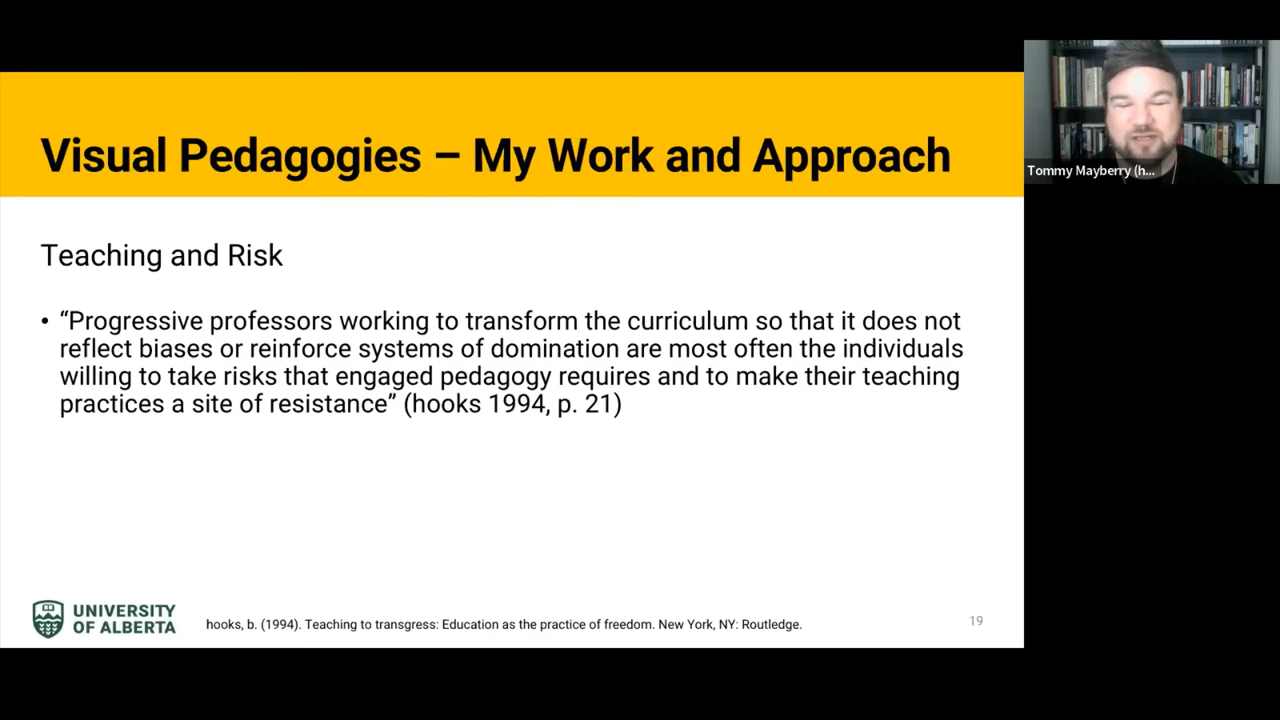 Visual Pedagogies – My Work and Approach
Tommy Mayberry (h...
Teaching and Risk
• “Progressive professors working to transform the curriculum so that it does not
reflect biases or reinforce systems of domination are most often the individuals
willing to take risks that engaged pedagogy requires and to make their teaching
practices a site of resistance” (hooks 1994, p. 21)
UNIVERSITY
OF ALBERTA
hooks, b. (1994). Teaching to transgress: Education as the practice of freedom. New York, NY: Routledge.
19